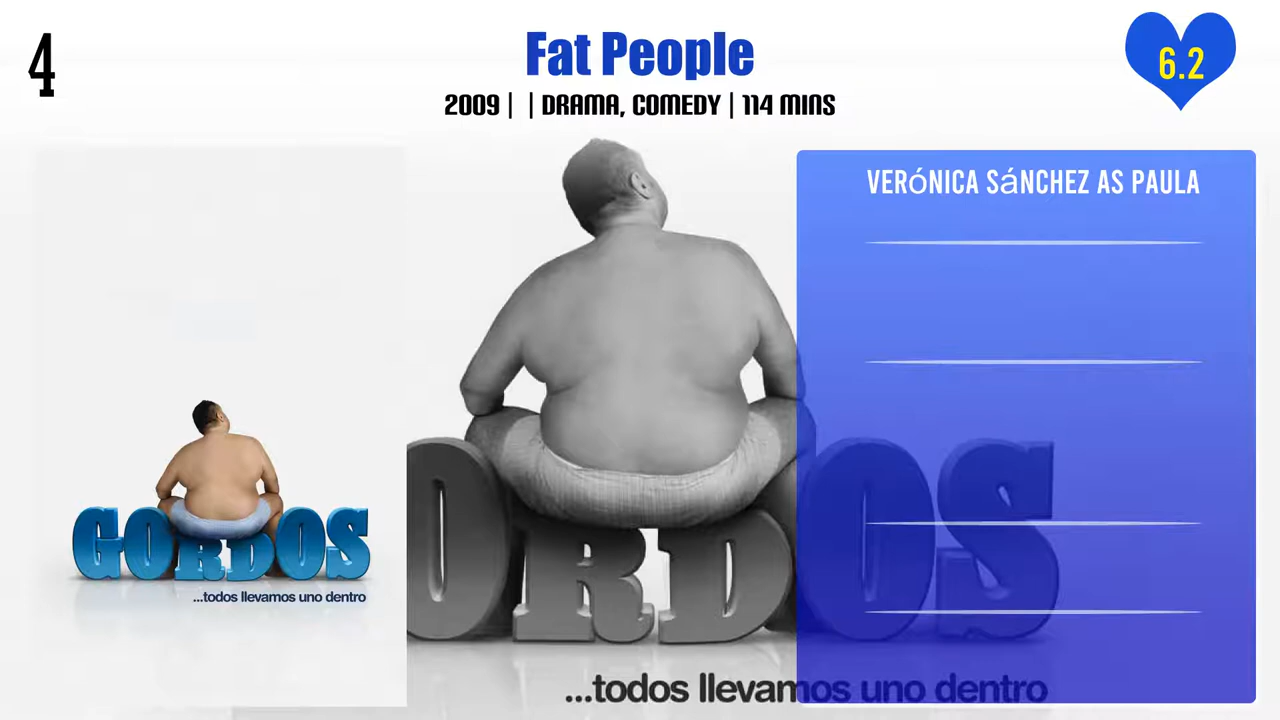 4
Fat People
6.2
2009 | | DRAMA, COMEDY | 114 MINS
VERÓNICA SáNCHEZ AS PAULA
GORDOS
...todos llevamos uno dentro
ORDOS
...todos llevamos uno dentro